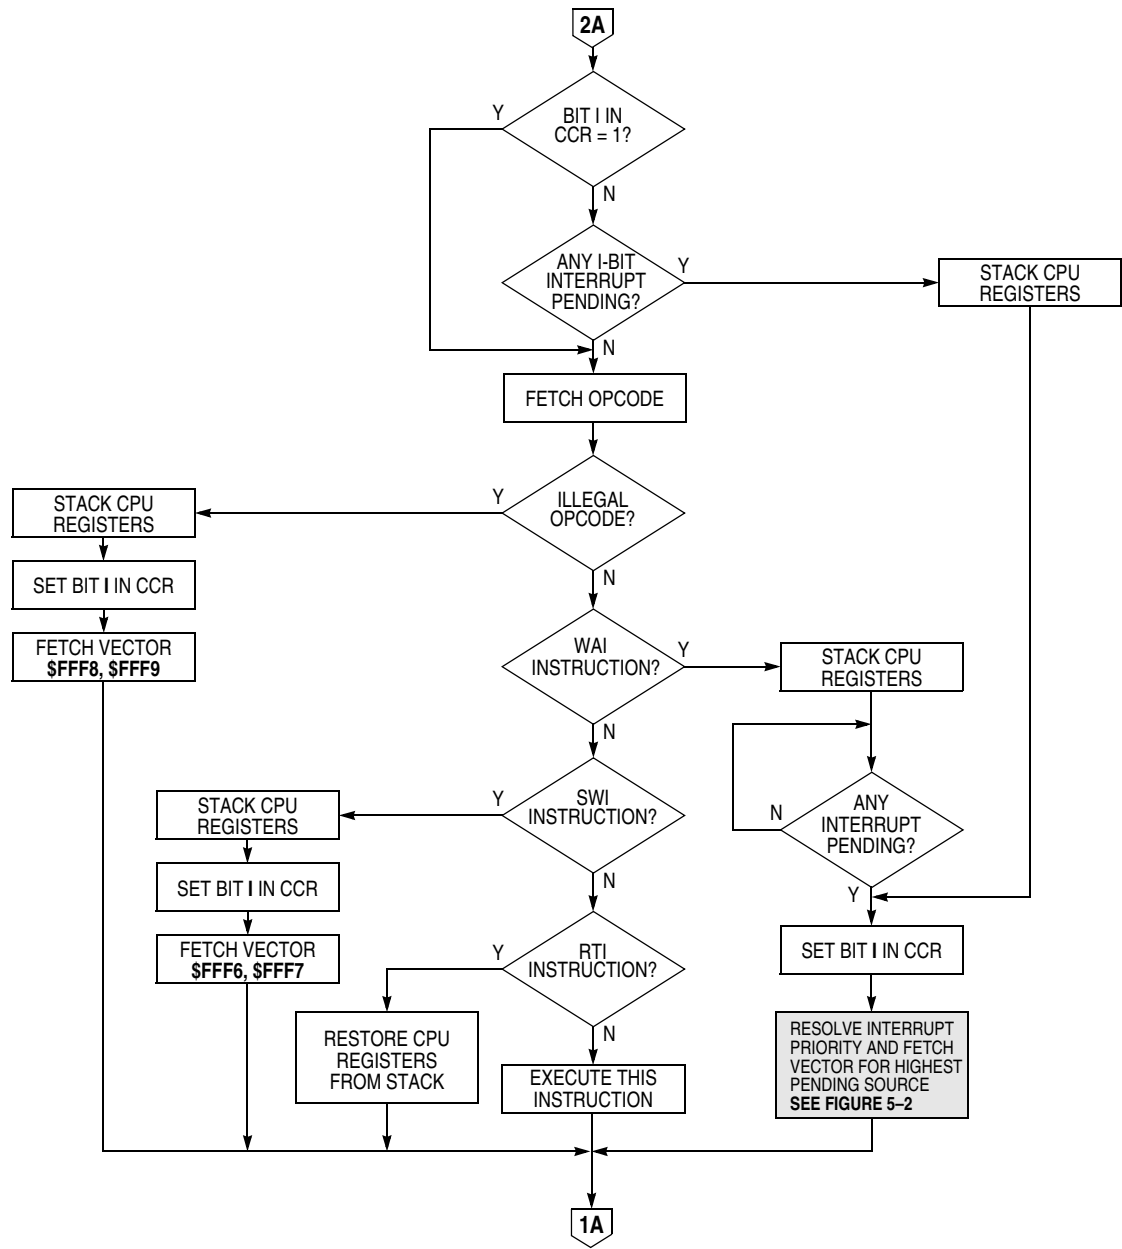 2A
Y
BIT I IN
CCR = 1?
N
ANY I-BIT
INTERRUPT
PENDING?
Y
STACK CPU
REGISTERS
N
FETCH OPCODE
Y
ILLEGAL
OPCODE?
STACK CPU
REGISTERS
N
SET BIT I IN CCR
FETCH VECTOR
$FFF8, $FFF9
WAI
INSTRUCTION?
Y
STACK CPU
REGISTERS
N
Y
SWI
INSTRUCTION?
STACK CPU
REGISTERS
N
ANY
INTERRUPT
PENDING?
Y
N
SET BIT I IN CCR
FETCH VECTOR
$FFF6, $FFF7
Y
RTI
INSTRUCTION?
SET BIT I IN CCR
N
RESTORE CPU
REGISTERS
FROM STACK
EXECUTE THIS
INSTRUCTION
RESOLVE INTERRUPT
PRIORITY AND FETCH
VECTOR FOR HIGHEST
PENDING SOURCE
SEE FIGURE 5–2
1A